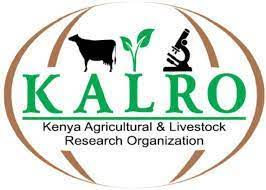 KALRO
Kenya Agricultural & Livestock
Research Organization